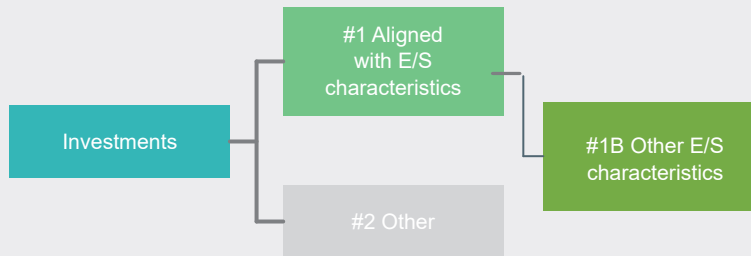 #1 Aligned
with E/S
characteristics
Investments
#1B Other E/S
characteristics
#2 Other